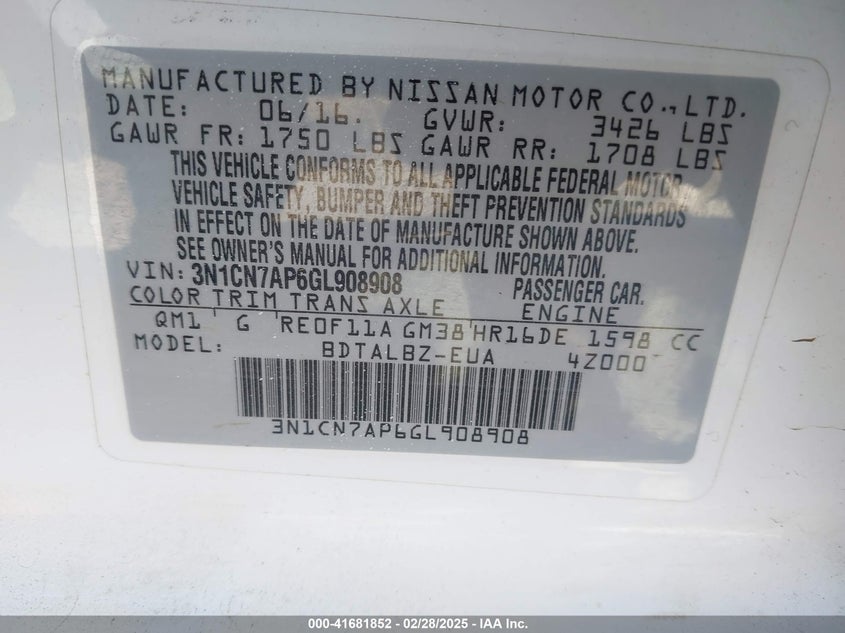 MANUFACTURED BY NISSAN MOTOR CO., LTD.
DATE: 06/16. GVWR: 3426 LBS
GAWR FR: 1750 LBS GAWR RR: 1708 LBS
THIS VEHICLE CONFORMS TO ALL APPLICABLE FEDERAL MOTOR
VEHICLE SAFETY, BUMPER AND THEFT PREVENTION STANDARDS
IN EFFECT ON THE DATE OF MANUFACTURE SHOWN ABOVE.
SEE OWNER'S MANUAL FOR ADDITIONAL INFORMATION.
VIN: 3N1CN7AP6GL908908 PASSENGER CAR.
COLOR TRIM TRANS AXLE ENGINE
QM1 G RE0F11A GM38 HR16DE 1598 CC
MODEL: BDTALBZ-EUA 4Z000
3N1CN7AP6GL908908
000-41681852 / 02/28/2025 - IAA Inc.